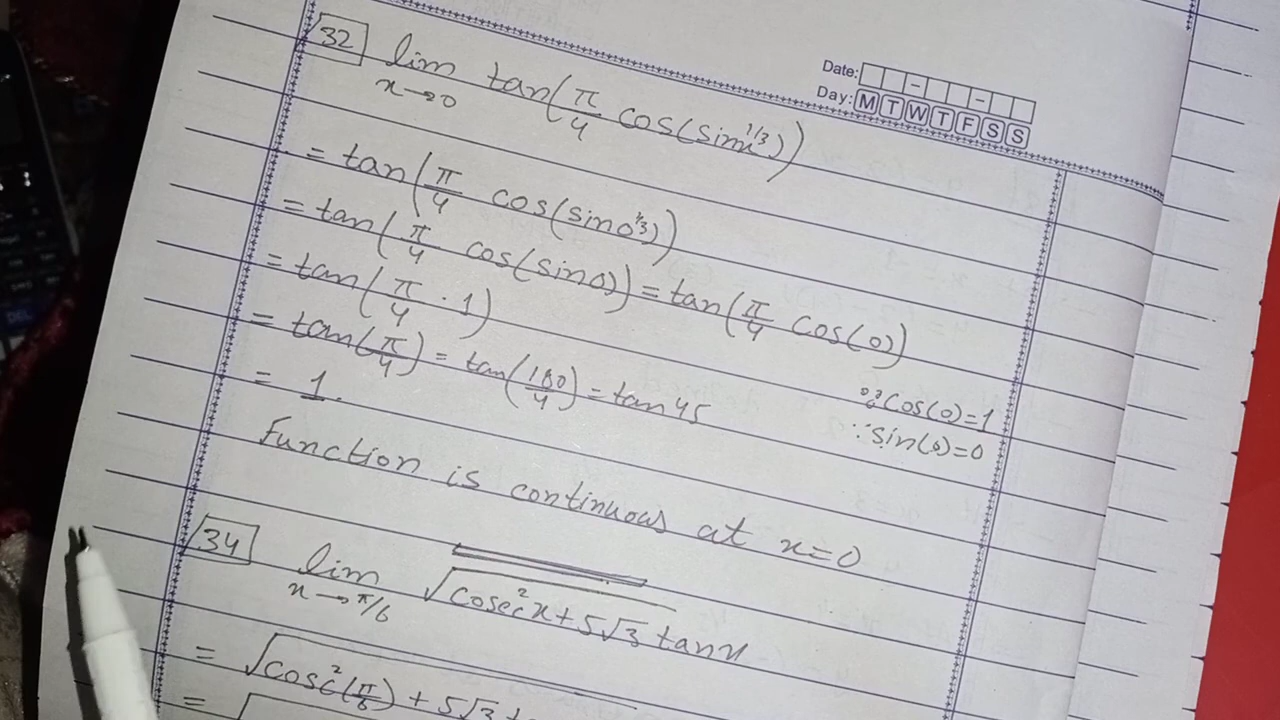 Date:
Day: M T W T F S S
32 lim x→0 tan(π/4 cos(sinx^1/3))
= tan(π/4 cos(sin0^1/3))
= tan(π/4 cos(sin0)) = tan(π/4 cos(0))
= tan(π/4 · 1)
∵ cos(0)=1
= tan(π/4) = tan(180/4) = tan45
∵ sin(0)=0
= 1.
Function is continuous at x=0
34 lim x→π/6 √cosec²x+5√3 tanx
= √cosec²(π/6) + 5√3
= √
DEL